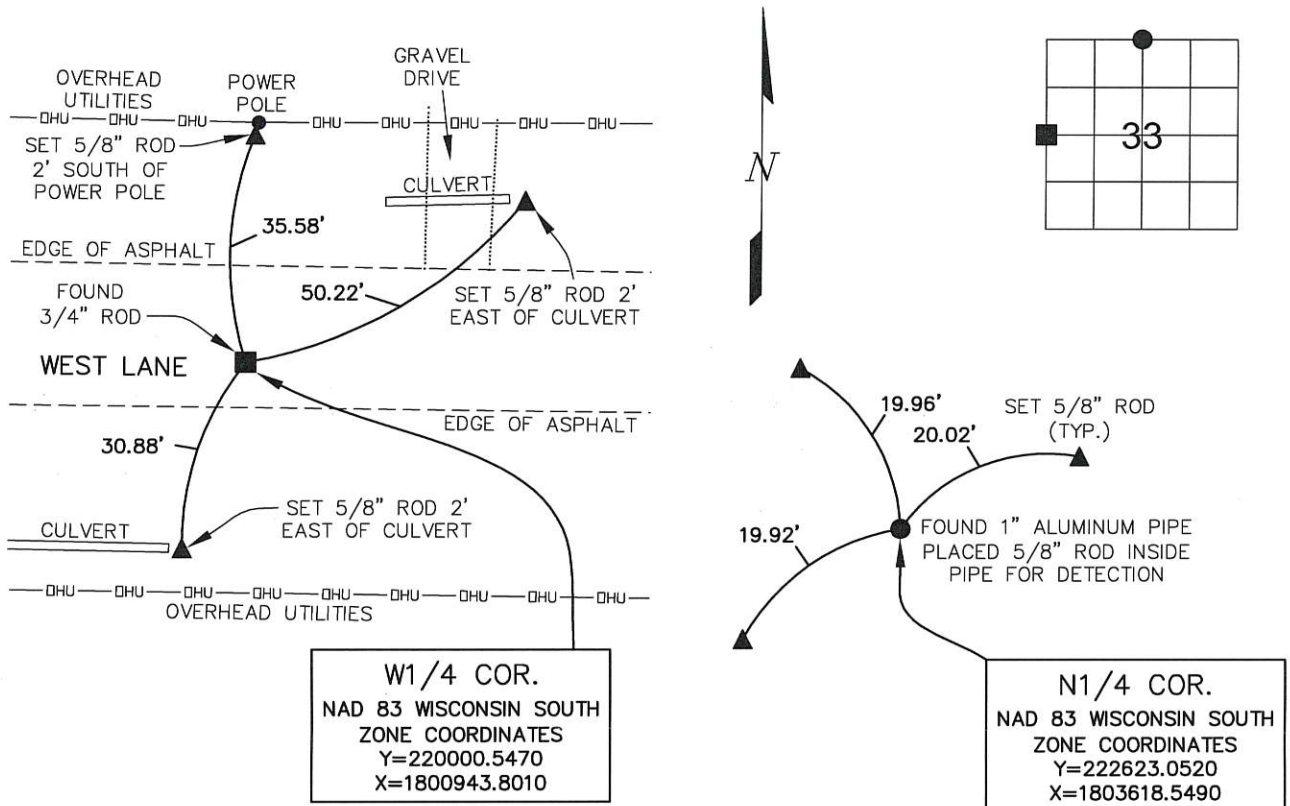 OVERHEAD
UTILITIES
POWER
POLE
GRAVEL
DRIVE
OHU OHU OHU OHU OHU OHU OHU
SET 5/8" ROD
2' SOUTH OF
POWER POLE
CULVERT
35.58'
EDGE OF ASPHALT
50.22'
SET 5/8" ROD 2'
EAST OF CULVERT
FOUND
3/4" ROD
WEST LANE
EDGE OF ASPHALT
30.88'
SET 5/8" ROD 2'
EAST OF CULVERT
CULVERT
OHU OHU OHU OHU OHU OHU OHU OHU OHU
OVERHEAD UTILITIES
W1/4 COR.
NAD 83 WISCONSIN SOUTH
ZONE COORDINATES
Y=220000.5470
X=1800943.8010
N
33
19.96'
20.02'
SET 5/8" ROD
(TYP.)
19.92'
FOUND 1" ALUMINUM PIPE
PLACED 5/8" ROD INSIDE
PIPE FOR DETECTION
N1/4 COR.
NAD 83 WISCONSIN SOUTH
ZONE COORDINATES
Y=222623.0520
X=1803618.5490